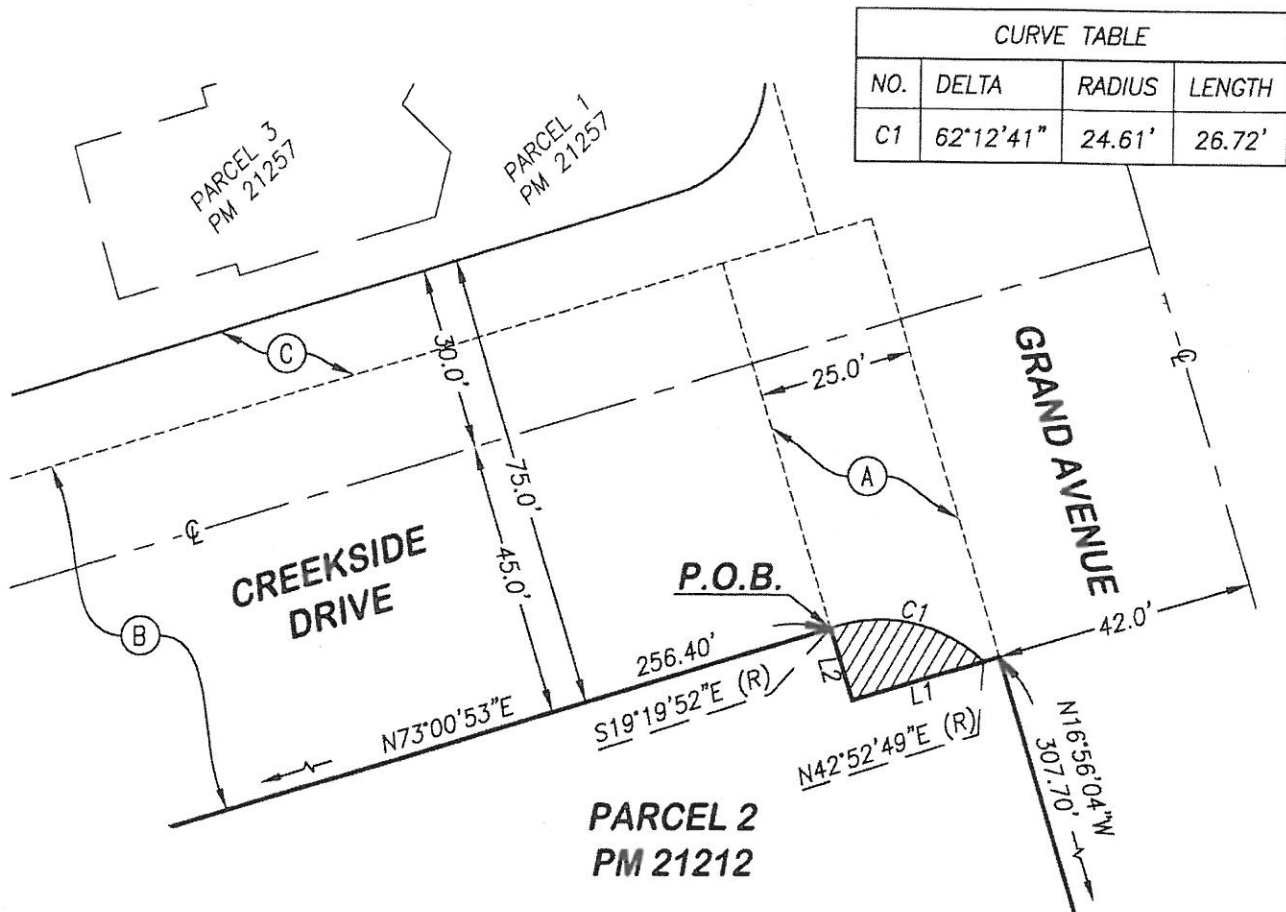 CURVE TABLE
NO. DELTA RADIUS LENGTH
C1 62°12'41" 24.61' 26.72'
PARCEL 3
PM 21257
PARCEL 1
PM 21257
C
30.0'
75.0'
45.0'
25.0'
A
GRAND AVENUE
℄
℄
CREEKSIDE
DRIVE
B
P.O.B.
C1
42.0'
256.40'
L2
L1
N73°00'53"E
S19°19'52"E (R)
N42°52'49"E (R)
N16°56'04"W
307.70'
PARCEL 2
PM 21212